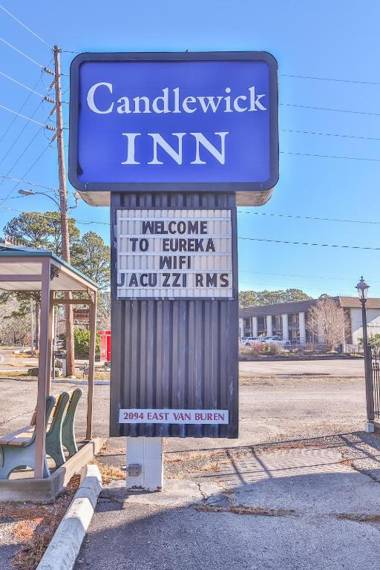 Candlewick
INN
WELCOME
TO EUREKA
WIFI
JACUZZI RMS
2094 EAST VAN BUREN